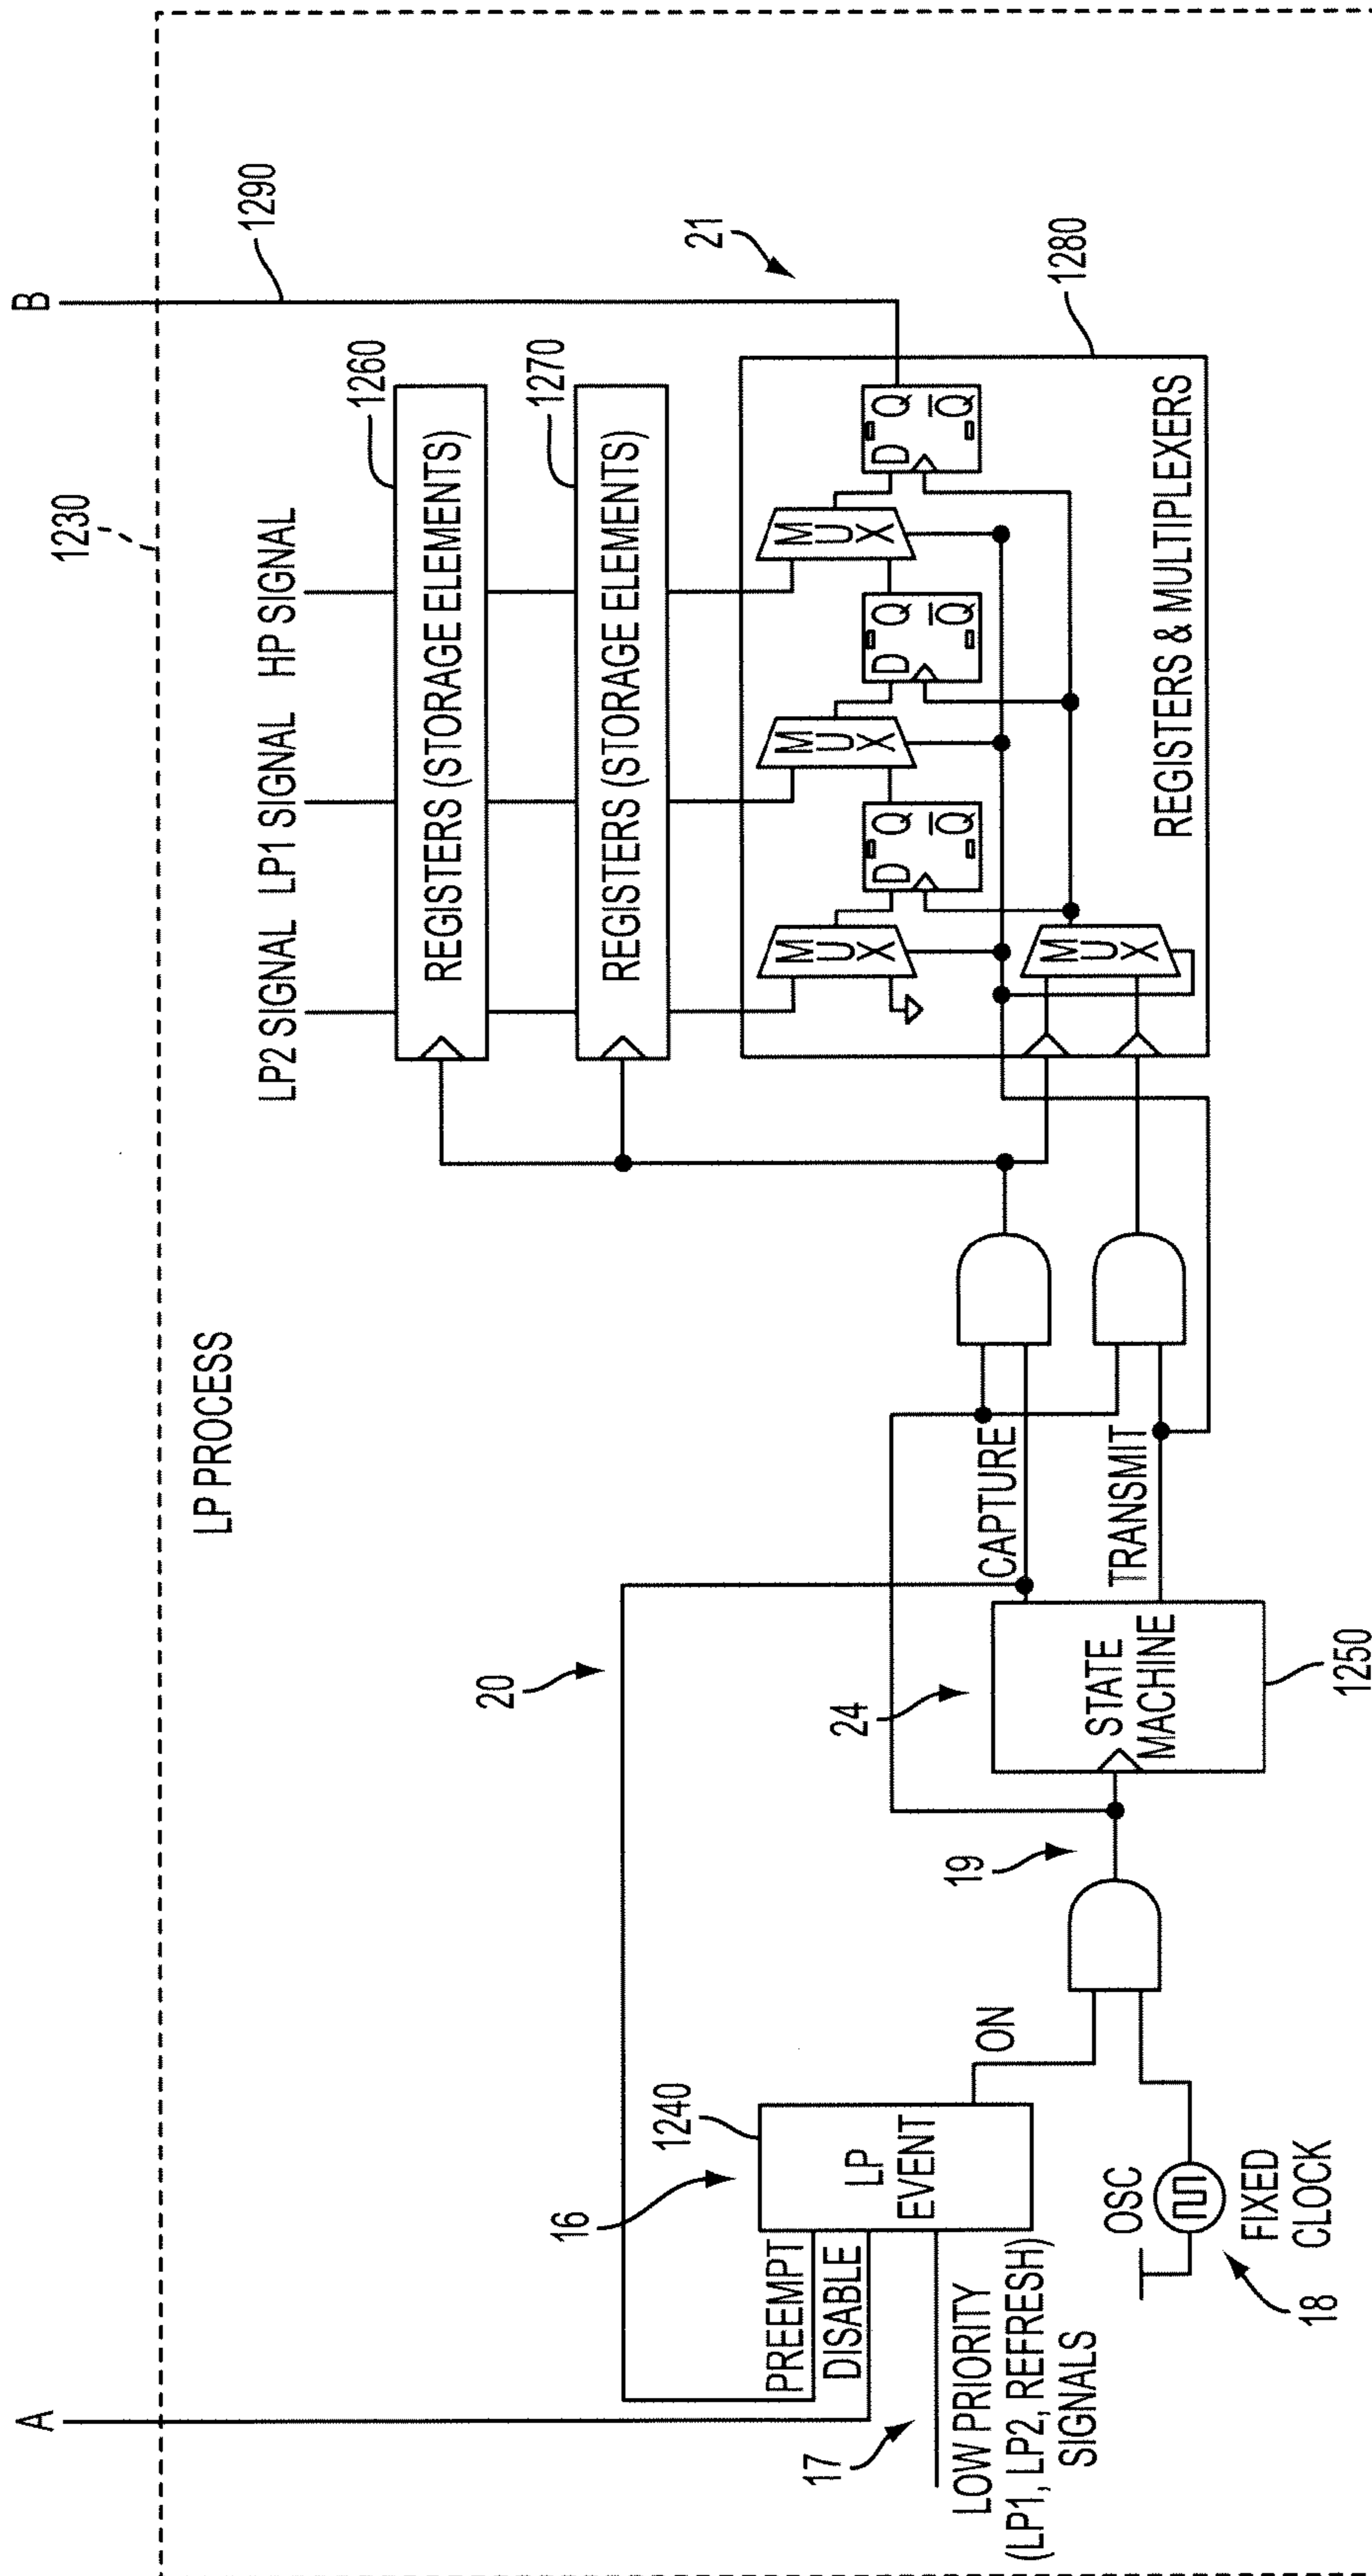 A
B
1230
LP PROCESS
1290
LP2 SIGNAL
LP1 SIGNAL
HP SIGNAL
1260
REGISTERS (STORAGE ELEMENTS)
1270
REGISTERS (STORAGE ELEMENTS)
21
20
16
1240
PREEMPT
DISABLE
LP
EVENT
ON
17
LOW PRIORITY
(LP1, LP2, REFRESH)
SIGNALS
OSC
FIXED
CLOCK
18
19
24
STATE
MACHINE
1250
CAPTURE
TRANSMIT
MUX
D Q
Q
MUX
D Q
Q
MUX
D Q
Q
MUX
REGISTERS & MULTIPLEXERS
1280